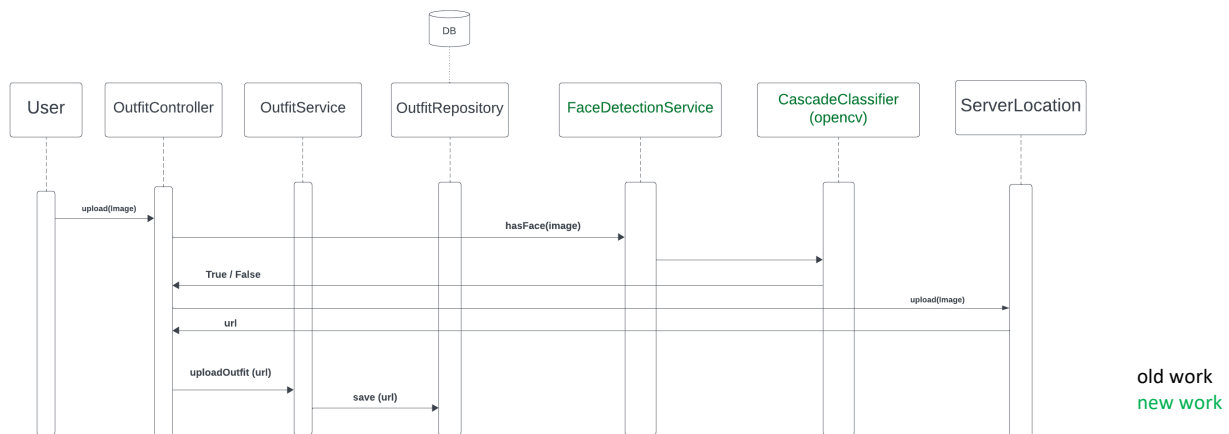 DB
User
OutfitController
OutfitService
OutfitRepository
FaceDetectionService
CascadeClassifier
(opencv)
ServerLocation
upload(Image)
hasFace(image)
True / False
upload(Image)
url
uploadOutfit (url)
save (url)
old work
new work